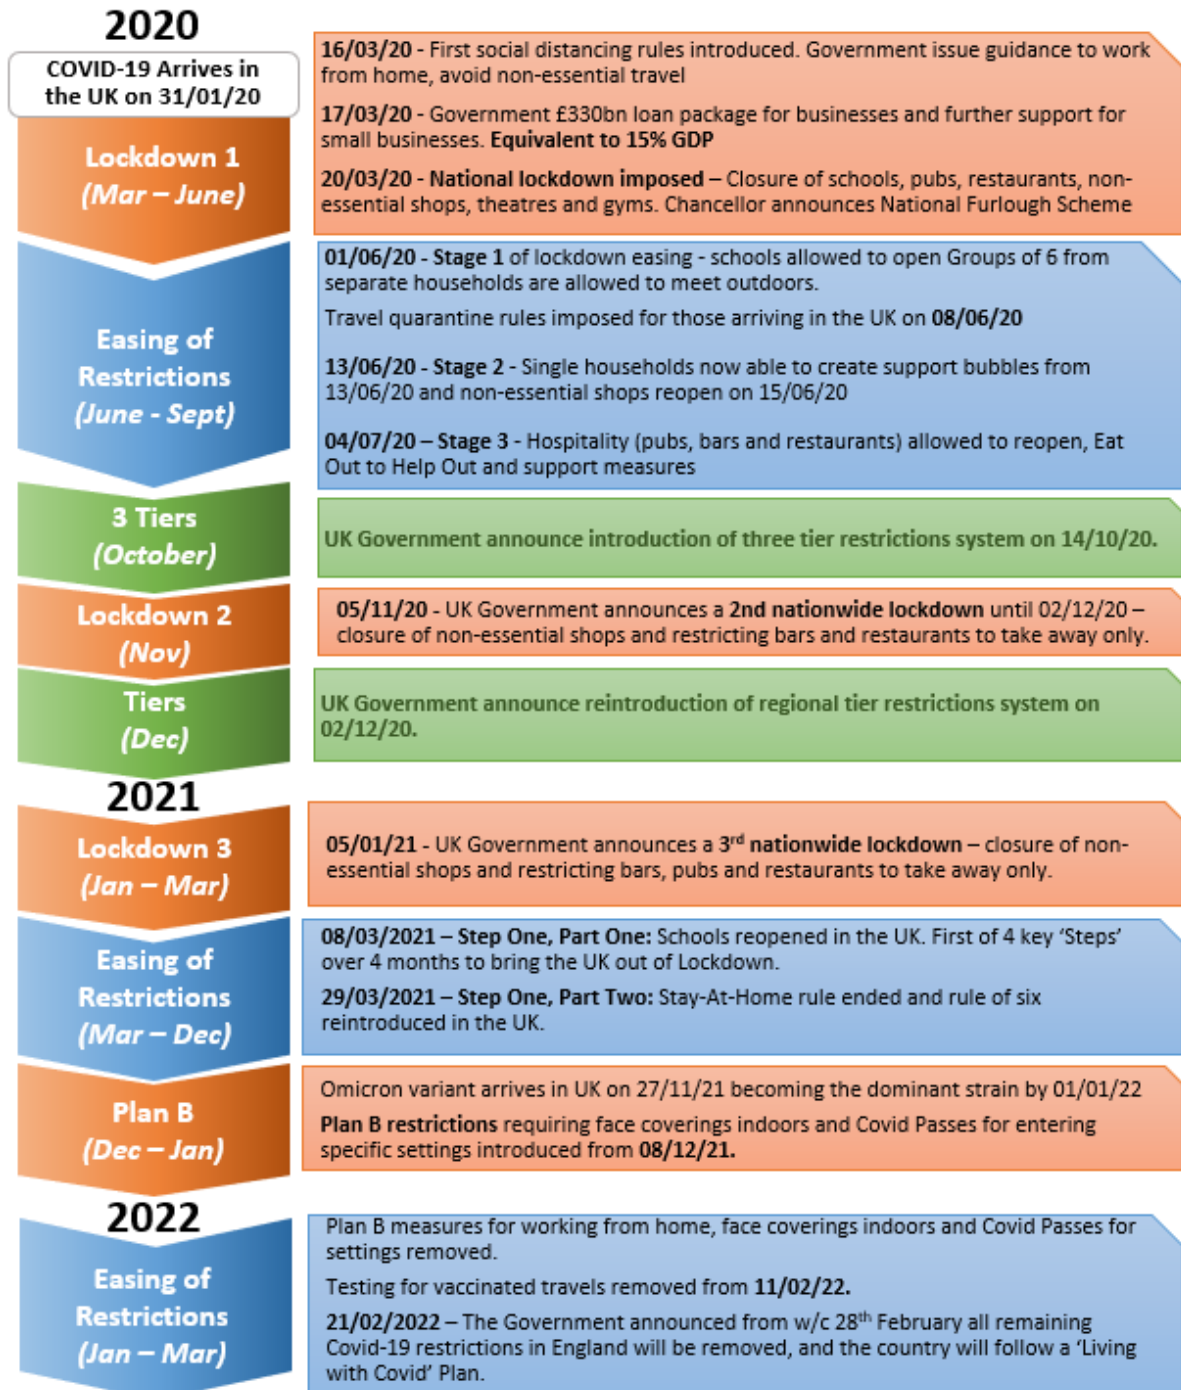 2020
COVID-19 Arrives in
the UK on 31/01/20
Lockdown 1
(Mar – June)
16/03/20 - First social distancing rules introduced. Government issue guidance to work
from home, avoid non-essential travel
17/03/20 - Government £330bn loan package for businesses and further support for
small businesses. Equivalent to 15% GDP
20/03/20 - National lockdown imposed – Closure of schools, pubs, restaurants, non-
essential shops, theatres and gyms. Chancellor announces National Furlough Scheme
Easing of
Restrictions
(June - Sept)
01/06/20 - Stage 1 of lockdown easing - schools allowed to open Groups of 6 from
separate households are allowed to meet outdoors.
Travel quarantine rules imposed for those arriving in the UK on 08/06/20
13/06/20 - Stage 2 - Single households now able to create support bubbles from
13/06/20 and non-essential shops reopen on 15/06/20
04/07/20 – Stage 3 - Hospitality (pubs, bars and restaurants) allowed to reopen, Eat
Out to Help Out and support measures
3 Tiers
(October)
UK Government announce introduction of three tier restrictions system on 14/10/20.
Lockdown 2
(Nov)
05/11/20 - UK Government announces a 2nd nationwide lockdown until 02/12/20 –
closure of non-essential shops and restricting bars and restaurants to take away only.
Tiers
(Dec)
UK Government announce reintroduction of regional tier restrictions system on
02/12/20.
2021
Lockdown 3
(Jan – Mar)
05/01/21 - UK Government announces a 3rd nationwide lockdown – closure of non-
essential shops and restricting bars, pubs and restaurants to take away only.
Easing of
Restrictions
(Mar – Dec)
08/03/2021 – Step One, Part One: Schools reopened in the UK. First of 4 key ‘Steps’
over 4 months to bring the UK out of Lockdown.
29/03/2021 – Step One, Part Two: Stay-At-Home rule ended and rule of six
reintroduced in the UK.
Plan B
(Dec – Jan)
Omicron variant arrives in UK on 27/11/21 becoming the dominant strain by 01/01/22
Plan B restrictions requiring face coverings indoors and Covid Passes for entering
specific settings introduced from 08/12/21.
2022
Easing of
Restrictions
(Jan – Mar)
Plan B measures for working from home, face coverings indoors and Covid Passes for
settings removed.
Testing for vaccinated travels removed from 11/02/22.
21/02/2022 – The Government announced from w/c 28th February all remaining
Covid-19 restrictions in England will be removed, and the country will follow a ‘Living
with Covid’ Plan.